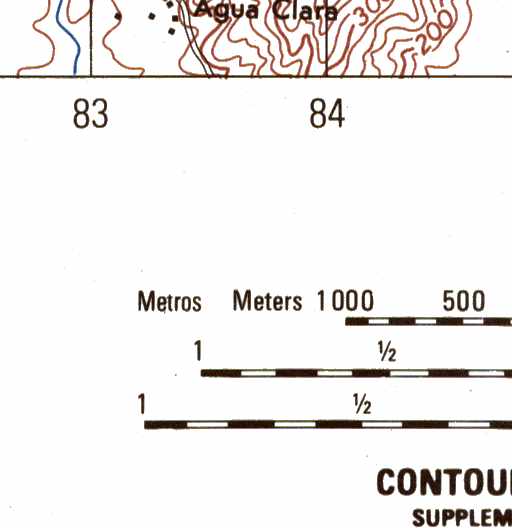 Agua Clara
300
200
83 84
Metros Meters 1000 500
1 ½
1 ½
CONTOU
SUPPLEM